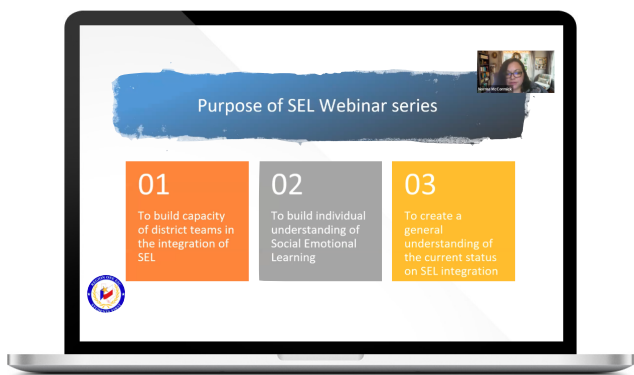 Purpose of SEL Webinar series
Norma McCormack
01
To build capacity
of district teams in
the integration of
SEL
02
To build individual
understanding of
Social Emotional
Learning
03
To create a
general
understanding of
the current status
on SEL integration